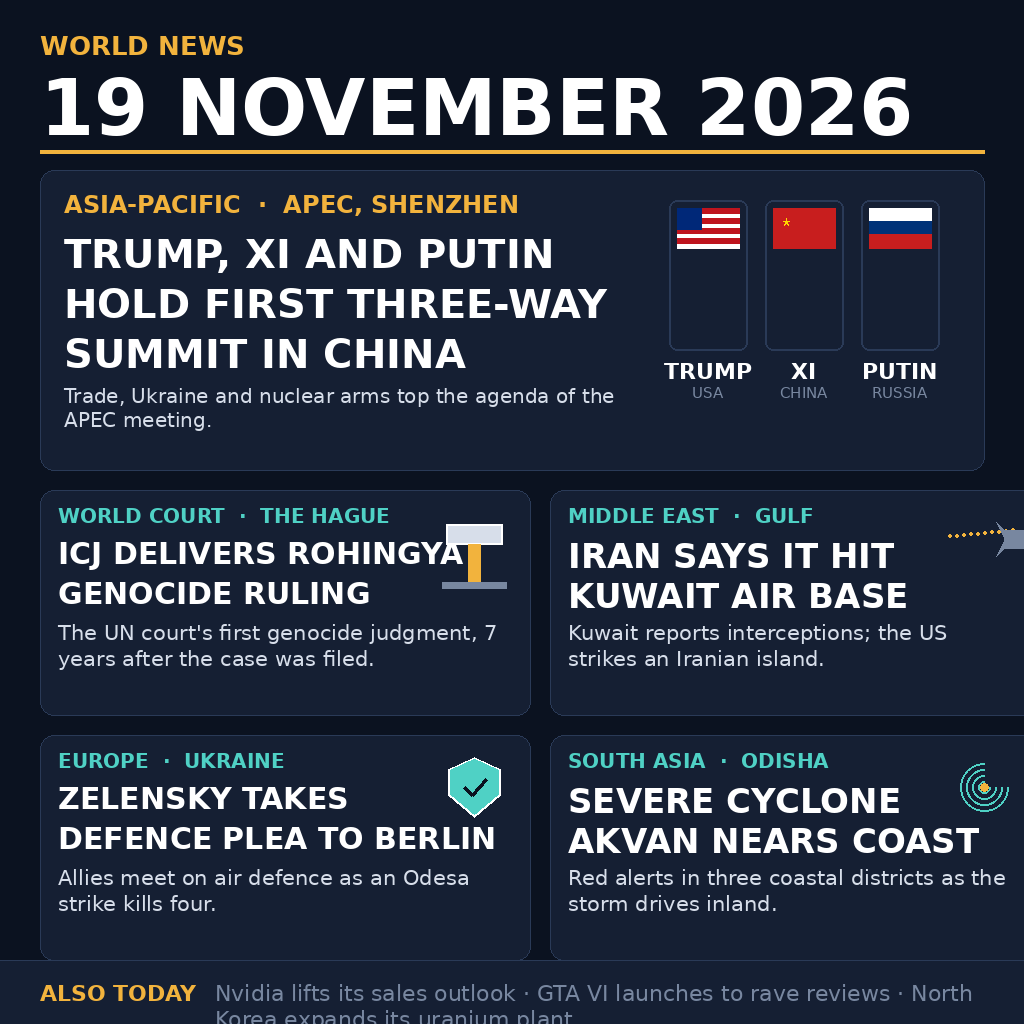 WORLD NEWS
19 NOVEMBER 2026
ASIA-PACIFIC · APEC, SHENZHEN
TRUMP, XI AND PUTIN
HOLD FIRST THREE-WAY
SUMMIT IN CHINA
Trade, Ukraine and nuclear arms top the agenda of the
APEC meeting.
TRUMP
USA
XI
CHINA
PUTIN
RUSSIA
WORLD COURT · THE HAGUE
ICJ DELIVERS ROHINGYA
GENOCIDE RULING
The UN court's first genocide judgment, 7
years after the case was filed.
MIDDLE EAST · GULF
IRAN SAYS IT HIT
KUWAIT AIR BASE
Kuwait reports interceptions; the US
strikes an Iranian island.
EUROPE · UKRAINE
ZELENSKY TAKES
DEFENCE PLEA TO BERLIN
Allies meet on air defence as an Odesa
strike kills four.
SOUTH ASIA · ODISHA
SEVERE CYCLONE
AKVAN NEARS COAST
Red alerts in three coastal districts as the
storm drives inland.
ALSO TODAY Nvidia lifts its sales outlook · GTA VI launches to rave reviews · North
Korea expands its uranium plant